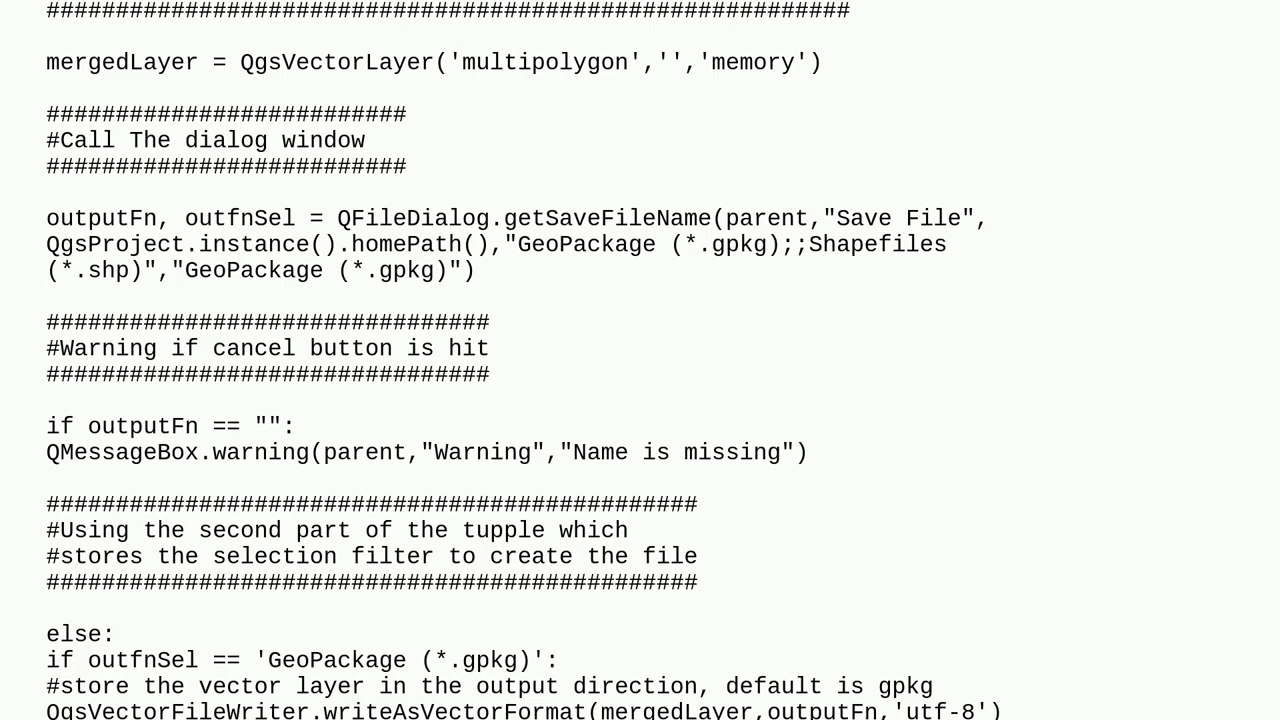 ##########################################################
mergedLayer = QgsVectorLayer('multipolygon','','memory')
##########################
#Call The dialog window
##########################
outputFn, outfnSel = QFileDialog.getSaveFileName(parent,"Save File",
QgsProject.instance().homePath(),"GeoPackage (*.gpkg);;Shapefiles
(*.shp)","GeoPackage (*.gpkg)")
################################
#Warning if cancel button is hit
################################
if outputFn == "":
QMessageBox.warning(parent,"Warning","Name is missing")
###############################################
#Using the second part of the tupple which
#stores the selection filter to create the file
###############################################
else:
if outfnSel == 'GeoPackage (*.gpkg)':
#store the vector layer in the output direction, default is gpkg
QgsVectorFileWriter.writeAsVectorFormat(mergedLayer,outputFn,'utf-8')